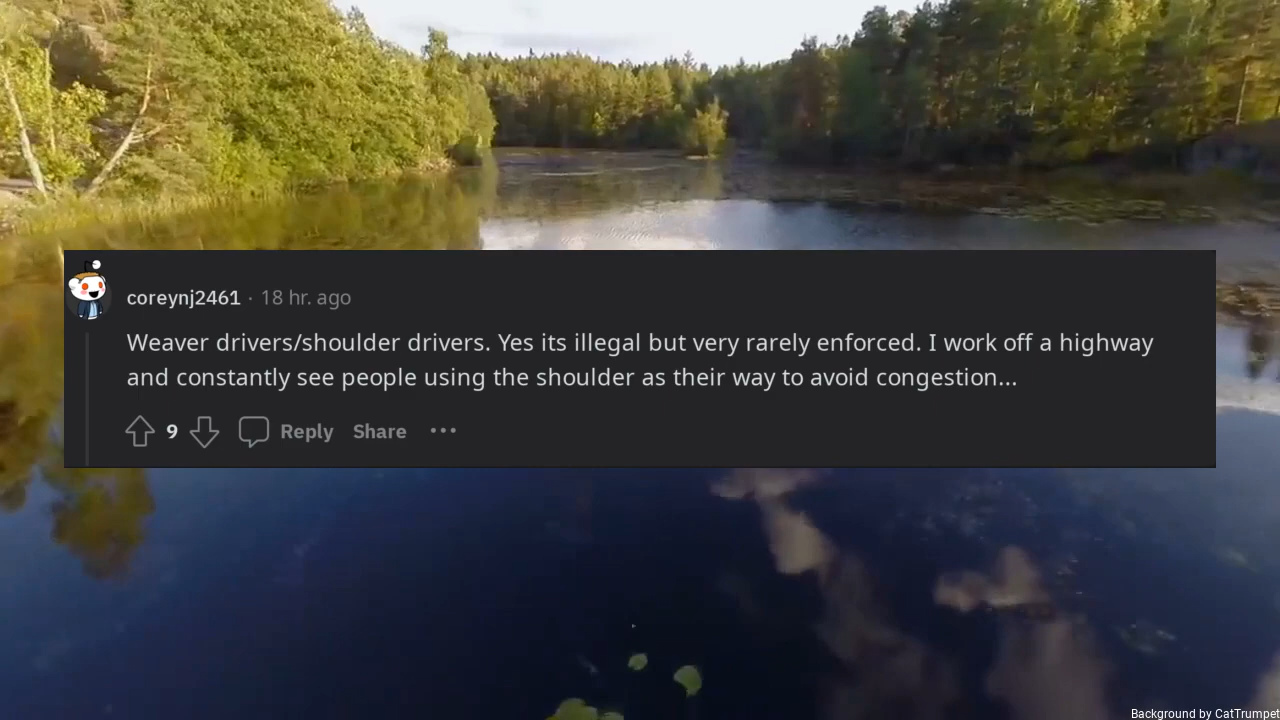 coreynj2461 · 18 hr. ago
Weaver drivers/shoulder drivers. Yes its illegal but very rarely enforced. I work off a highway
and constantly see people using the shoulder as their way to avoid congestion...
9 Reply Share ···
Background by CatTrumpet